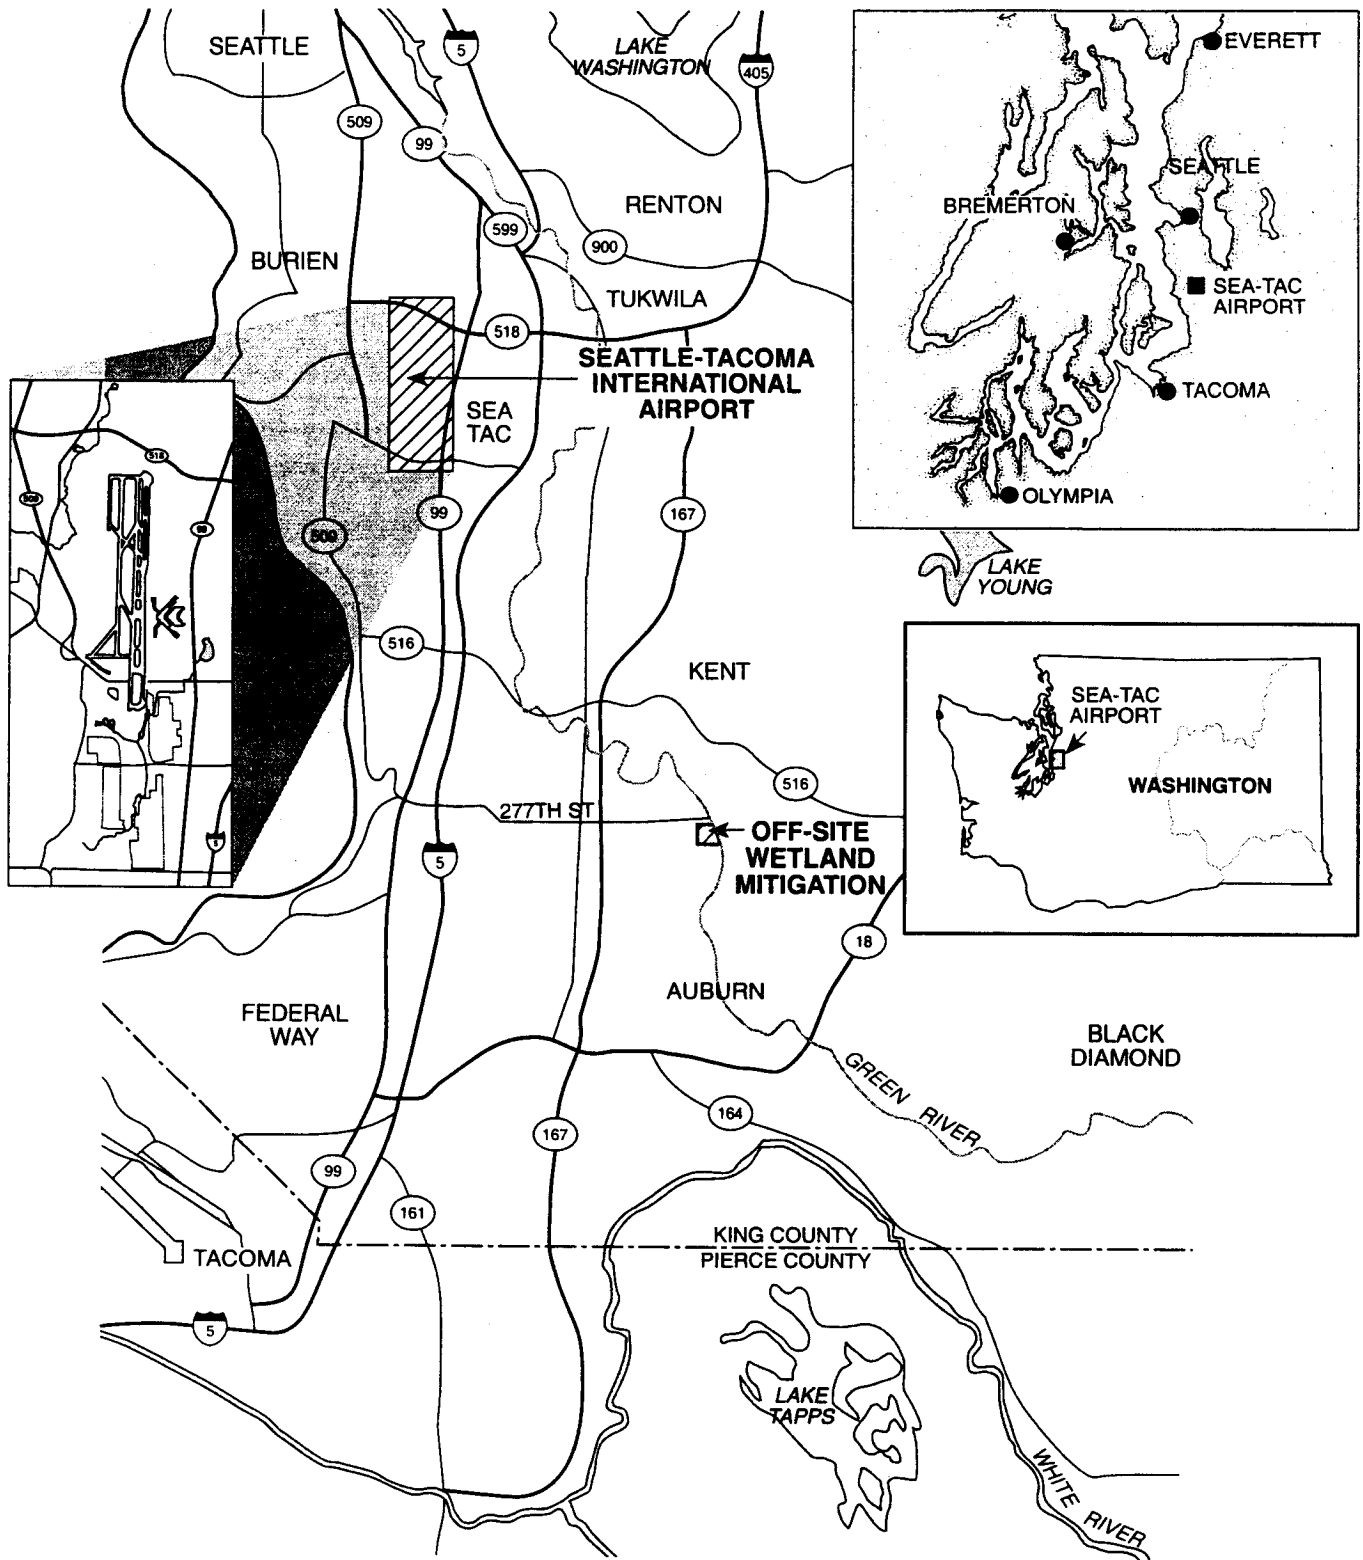 SEATTLE
5
LAKE
WASHINGTON
405
509
99
RENTON
599
900
BURIEN
TUKWILA
518
SEATTLE-TACOMA
INTERNATIONAL
AIRPORT
SEA
TAC
EVERETT
SEATTLE
BREMERTON
SEA-TAC
AIRPORT
TACOMA
OLYMPIA
518
509
99
5
509
99
167
LAKE
YOUNG
516
KENT
SEA-TAC
AIRPORT
WASHINGTON
516
277TH ST
OFF-SITE
WETLAND
MITIGATION
5
18
AUBURN
FEDERAL
WAY
BLACK
DIAMOND
GREEN RIVER
164
167
99
161
KING COUNTY
PIERCE COUNTY
TACOMA
5
LAKE
TAPPS
WHITE RIVER